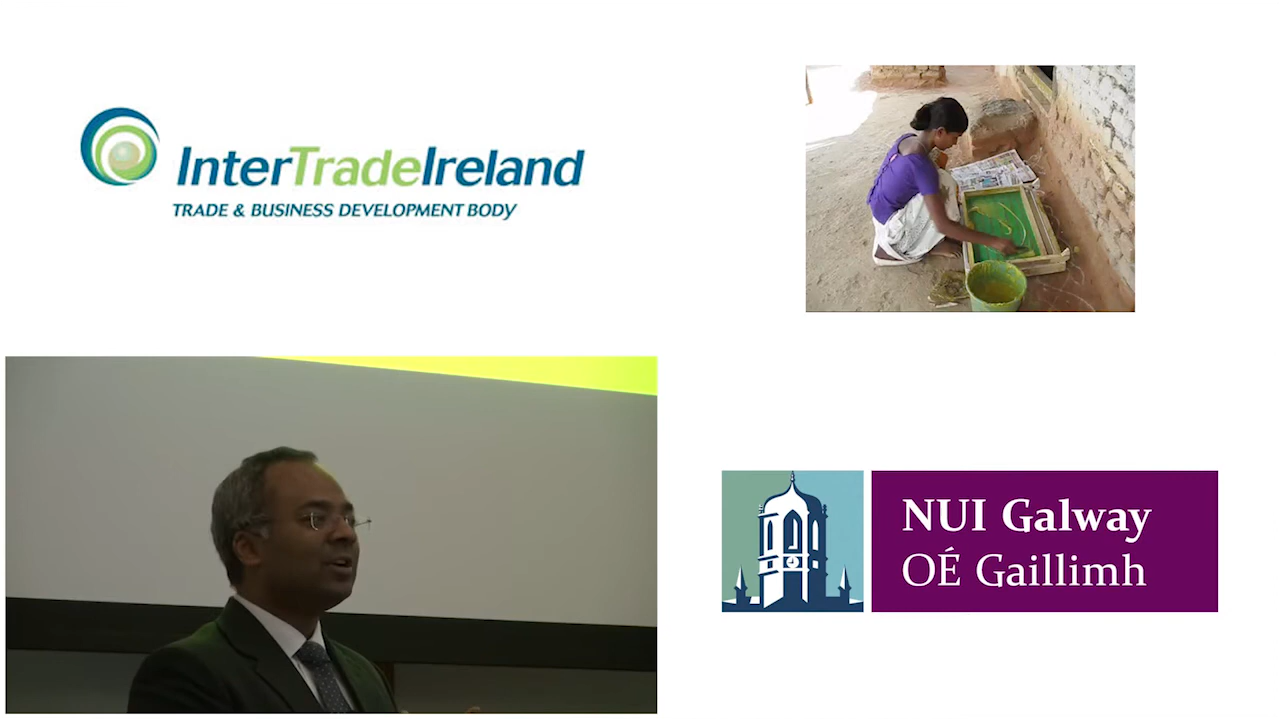 InterTradeIreland
TRADE & BUSINESS DEVELOPMENT BODY
NUI Galway
OÉ Gaillimh